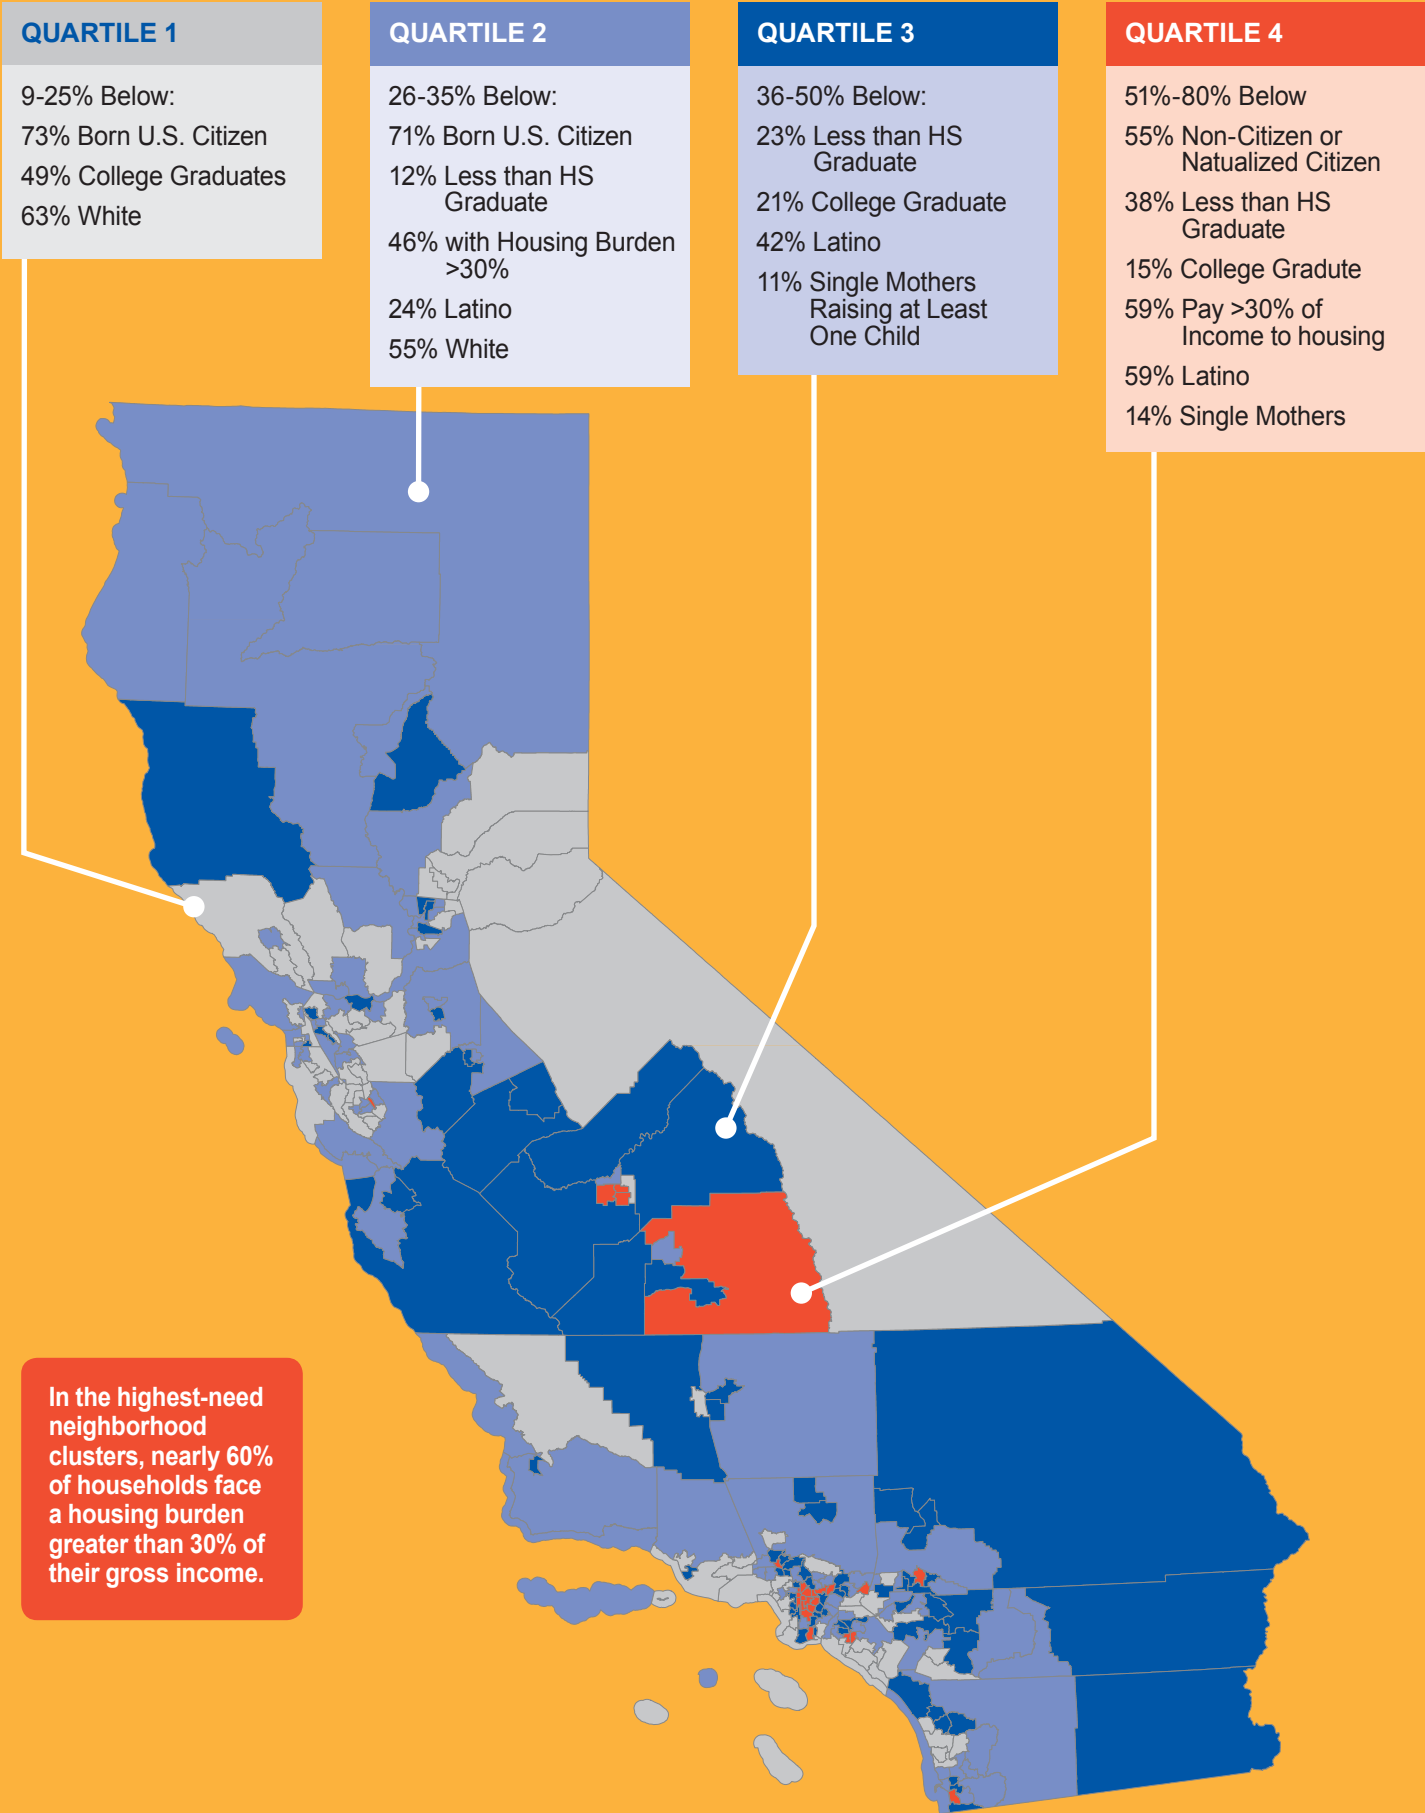 QUARTILE 1
9-25% Below:
73% Born U.S. Citizen
49% College Graduates
63% White
QUARTILE 2
26-35% Below:
71% Born U.S. Citizen
12% Less than HS
Graduate
46% with Housing Burden
>30%
24% Latino
55% White
QUARTILE 3
36-50% Below:
23% Less than HS
Graduate
21% College Graduate
42% Latino
11% Single Mothers
Raising at Least
One Child
QUARTILE 4
51%-80% Below
55% Non-Citizen or
Natualized Citizen
38% Less than HS
Graduate
15% College Gradute
59% Pay >30% of
Income to housing
59% Latino
14% Single Mothers
In the highest-need
neighborhood
clusters, nearly 60%
of households face
a housing burden
greater than 30% of
their gross income.